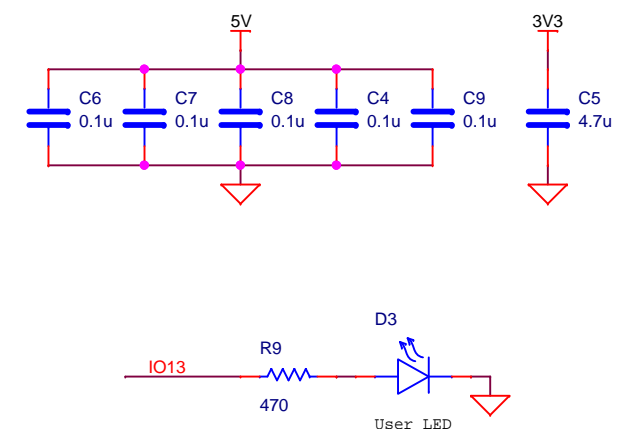 5V
3V3
C6
C7
C8
C4
C9
C5
0.1u
0.1u
0.1u
0.1u
0.1u
4.7u
D3
R9
IO13
470
User LED